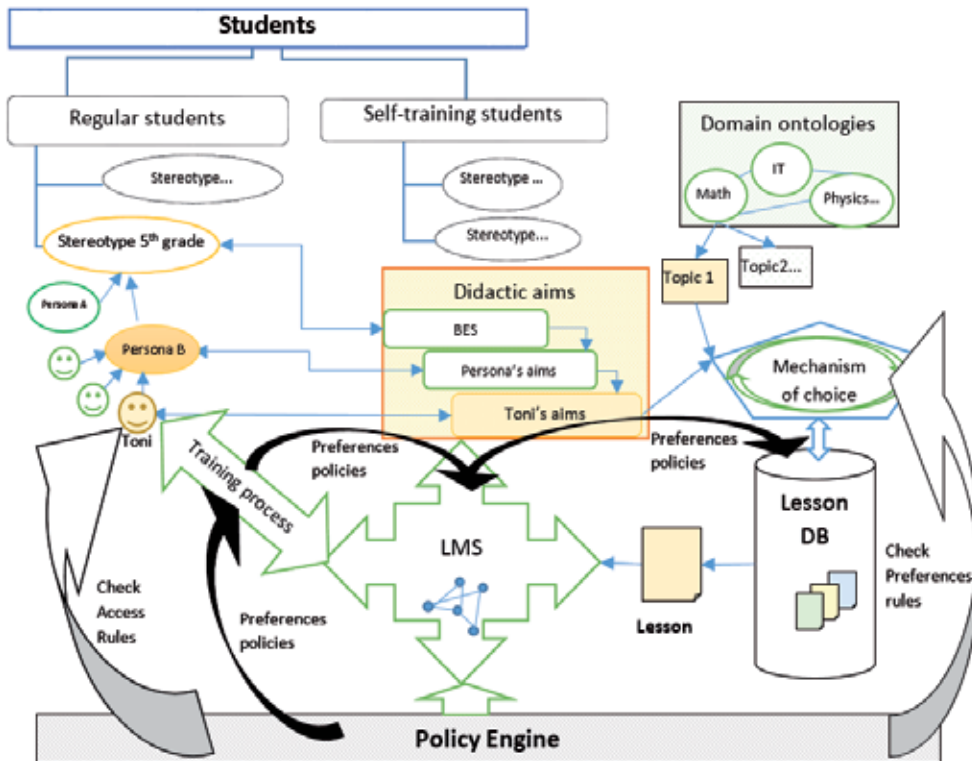 Students
Regular students
Self-training students
Domain ontologies
IT
Math
Physics...
Stereotype...
Stereotype ...
Stereotype...
Stereotype 5th grade
Topic 1
Topic2...
Persona A
Didactic aims
BES
Persona B
Persona's aims
Mechanism
of choice
Toni's aims
Toni
Training process
Preferences
policies
Preferences
policies
Lesson
DB
LMS
Check
Access
Rules
Preferences
policies
Lesson
Check
Preferences
rules
Policy Engine